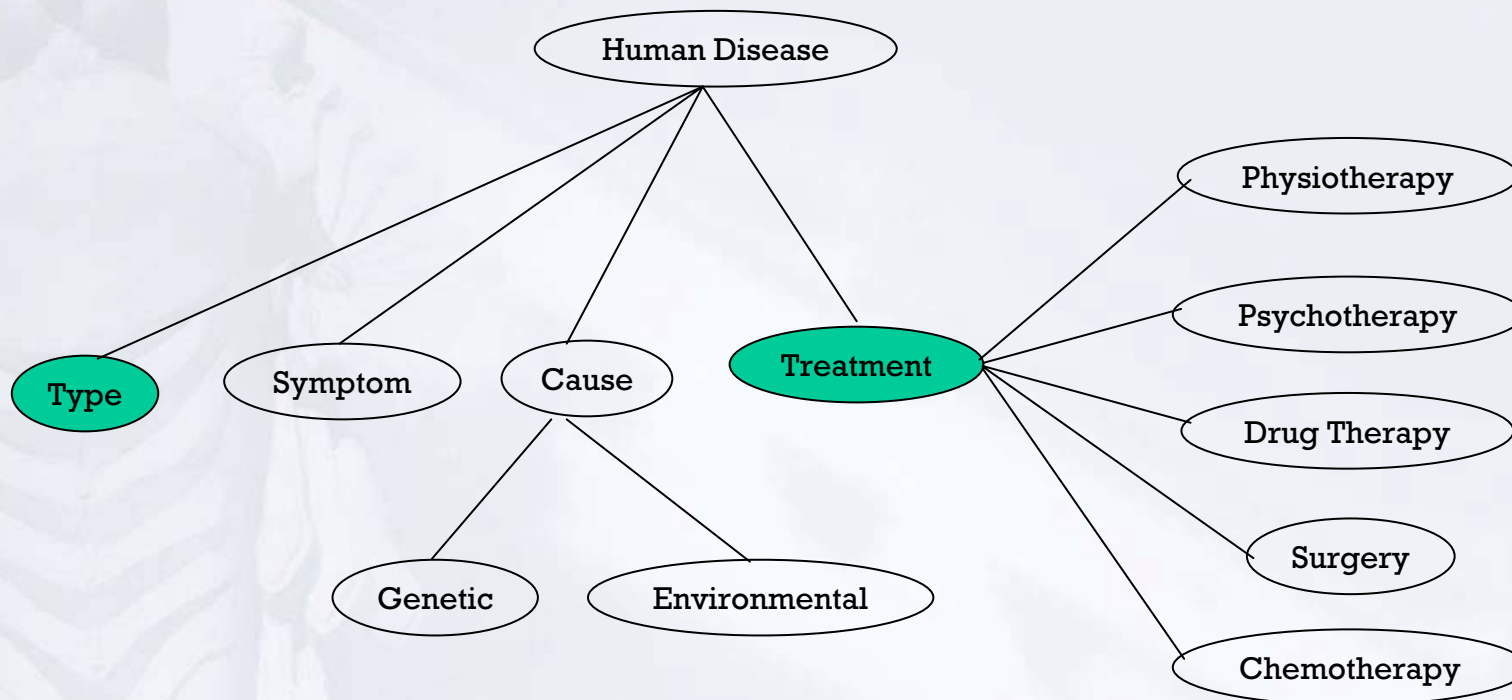 Human Disease
Physiotherapy
Psychotherapy
Type
Symptom
Cause
Treatment
Drug Therapy
Surgery
Genetic
Environmental
Chemotherapy